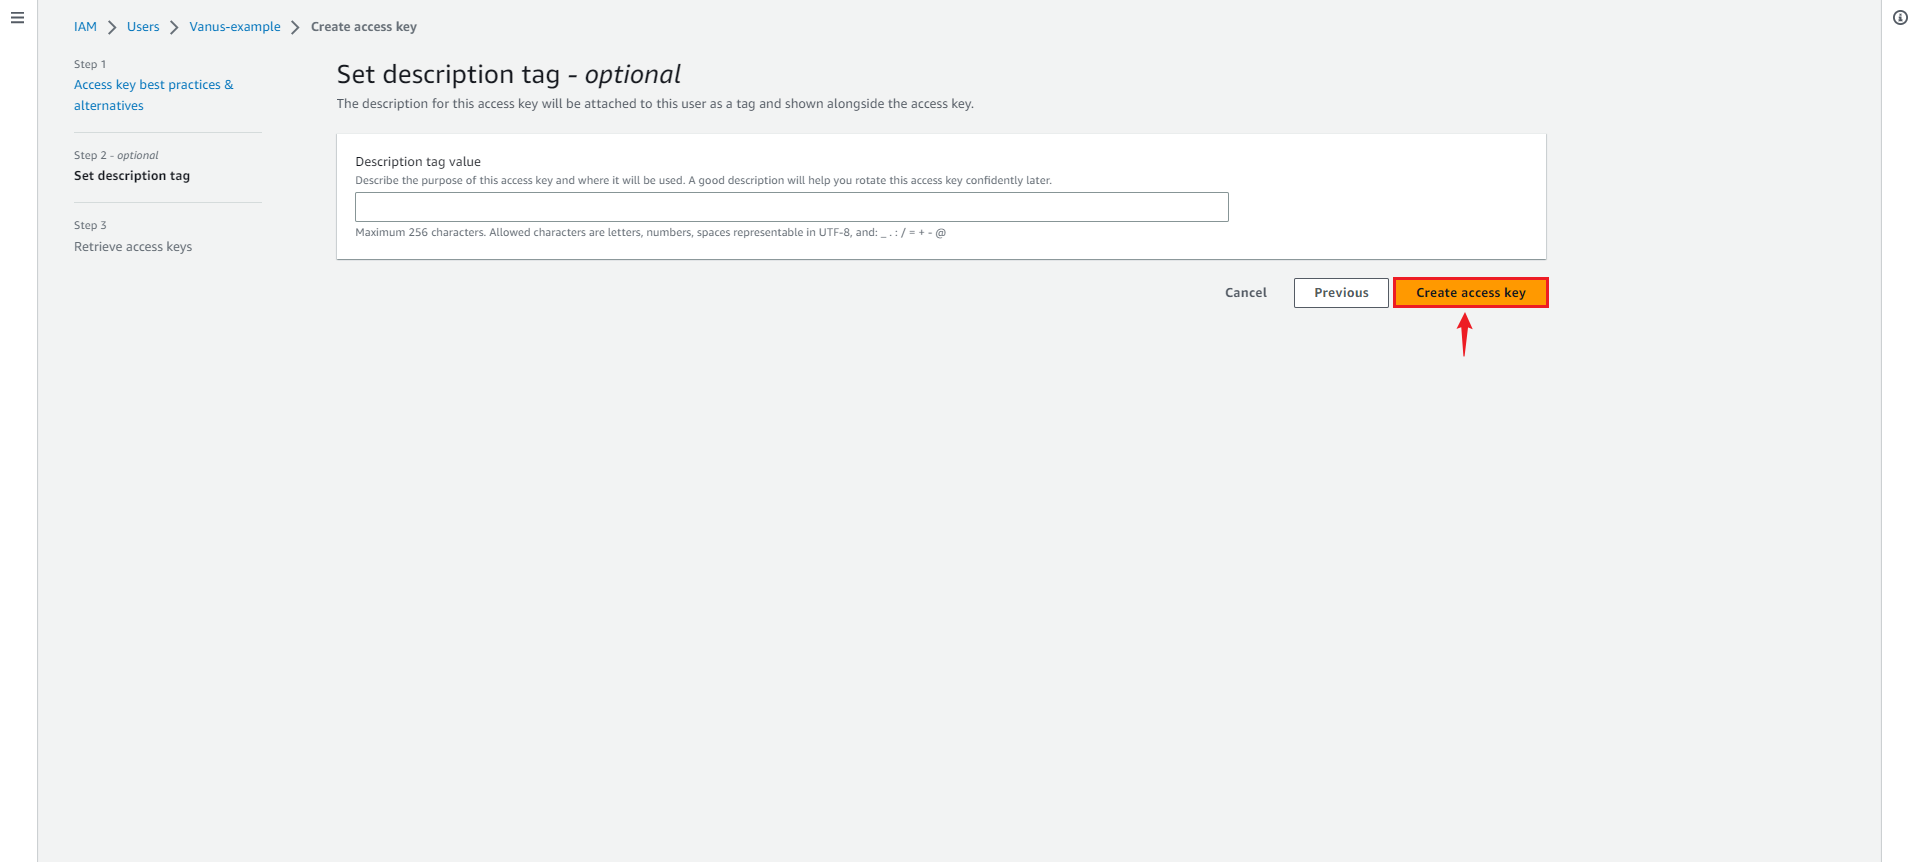 IAM > Users > Vanus-example > Create access key
Step 1
Access key best practices &
alternatives
Step 2 - optional
Set description tag
Step 3
Retrieve access keys
Set description tag - optional
The description for this access key will be attached to this user as a tag and shown alongside the access key.
Description tag value
Describe the purpose of this access key and where it will be used. A good description will help you rotate this access key confidently later.
Maximum 256 characters. Allowed characters are letters, numbers, spaces representable in UTF-8, and: _ . : / = + - @
Cancel Previous Create access key